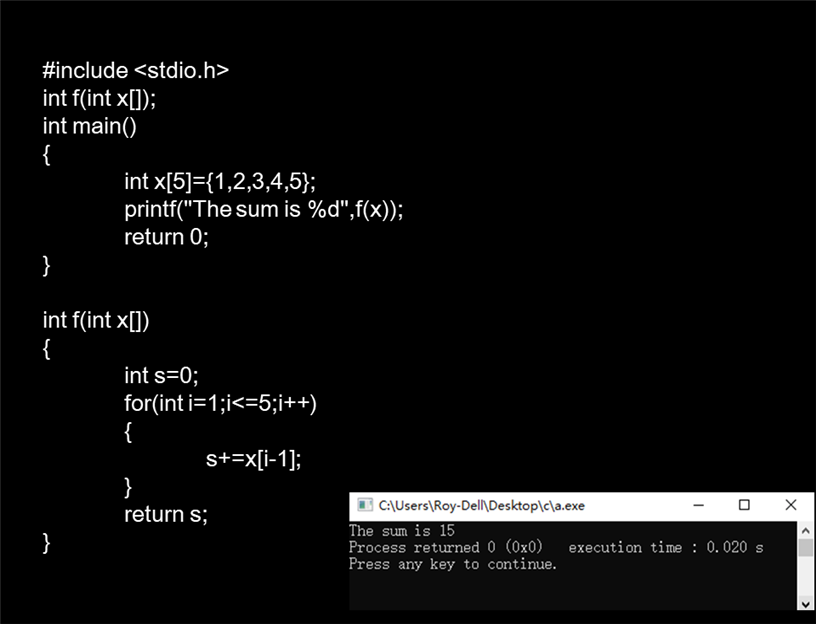 #include <stdio.h>
int f(int x[]);
int main()
{
int x[5]={1,2,3,4,5};
printf("The sum is %d",f(x));
return 0;
}
int f(int x[])
{
int s=0;
for(int i=1;i<=5;i++)
{
s+=x[i-1];
}
return s;
}
C:\Users\Roy-Dell\Desktop\c\a.exe
The sum is 15
Process returned 0 (0x0)   execution time : 0.020 s
Press any key to continue.